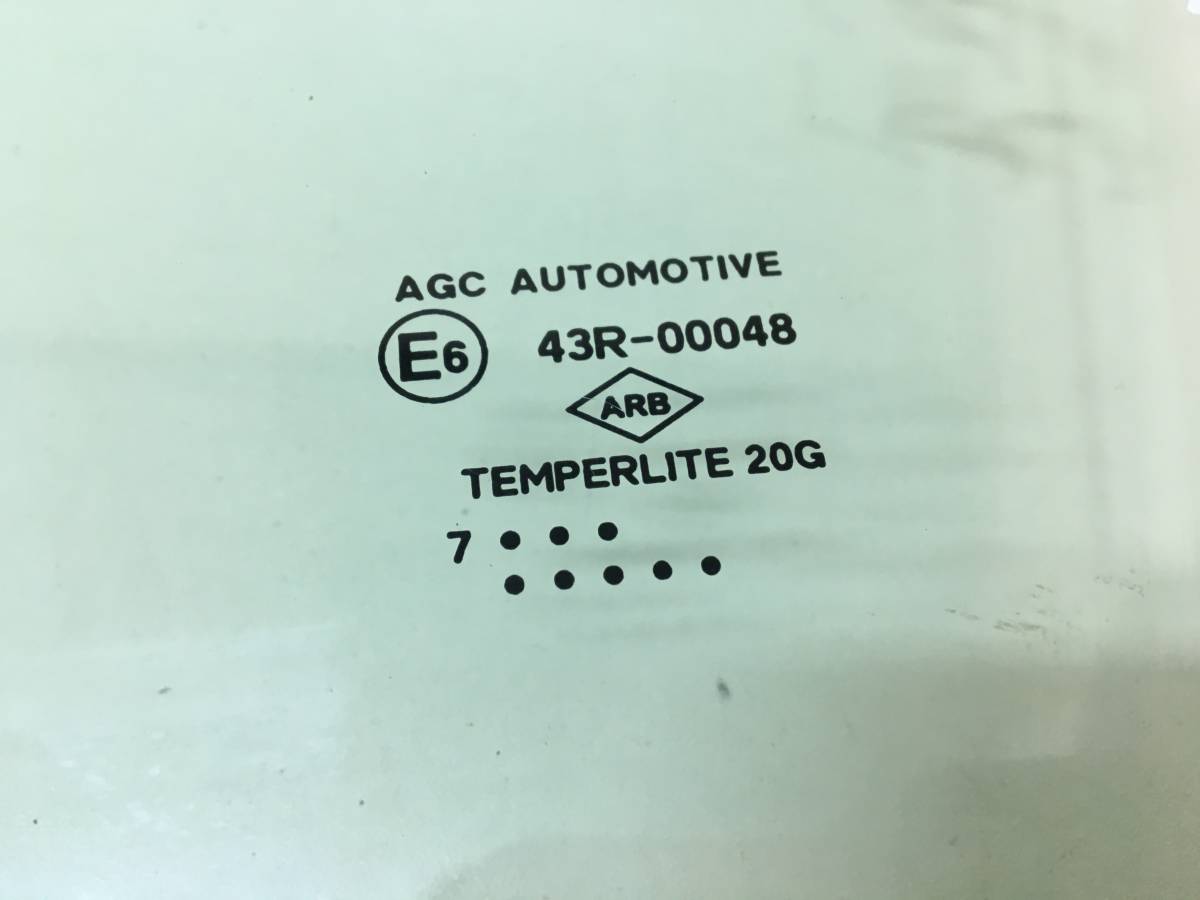 AGC AUTOMOTIVE
E6 43R-00048
ARB
TEMPERLITE 20G
7 • • •
• • • • •